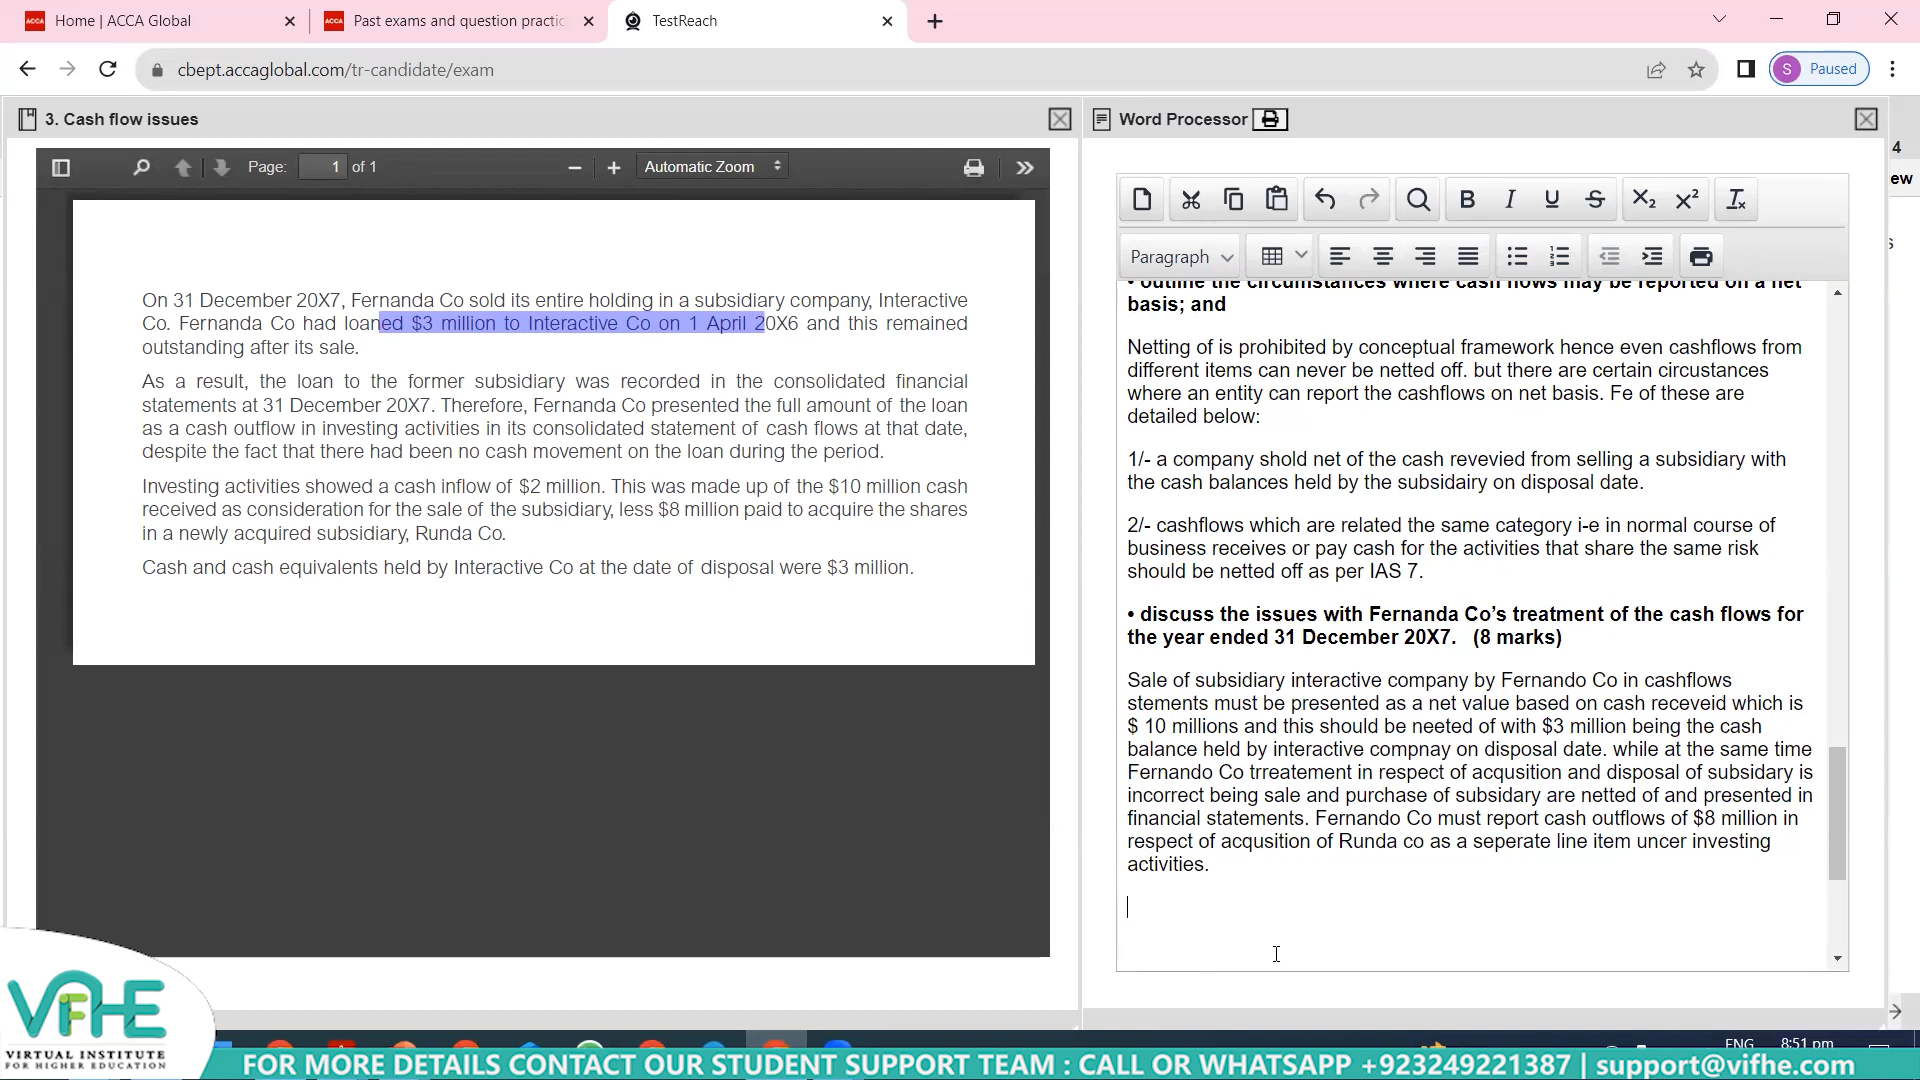 Home | ACCA Global
Past exams and question practic
TestReach
cbept.accaglobal.com/tr-candidate/exam
S Paused
3. Cash flow issues
Page: 1 of 1
Automatic Zoom
On 31 December 20X7, Fernanda Co sold its entire holding in a subsidiary company, Interactive
Co. Fernanda Co had loaned $3 million to Interactive Co on 1 April 20X6 and this remained
outstanding after its sale.
As a result, the loan to the former subsidiary was recorded in the consolidated financial
statements at 31 December 20X7. Therefore, Fernanda Co presented the full amount of the loan
as a cash outflow in investing activities in its consolidated statement of cash flows at that date,
despite the fact that there had been no cash movement on the loan during the period.
Investing activities showed a cash inflow of $2 million. This was made up of the $10 million cash
received as consideration for the sale of the subsidiary, less $8 million paid to acquire the shares
in a newly acquired subsidiary, Runda Co.
Cash and cash equivalents held by Interactive Co at the date of disposal were $3 million.
Word Processor
4
ew
s
Paragraph
• outline the circumstances where cash flows may be reported on a net
basis; and
Netting of is prohibited by conceptual framework hence even cashflows from
different items can never be netted off. but there are certain circustances
where an entity can report the cashflows on net basis. Fe of these are
detailed below:
1/- a company shold net of the cash revevied from selling a subsidiary with
the cash balances held by the subsidairy on disposal date.
2/- cashflows which are related the same category i-e in normal course of
business receives or pay cash for the activities that share the same risk
should be netted off as per IAS 7.
• discuss the issues with Fernanda Co’s treatment of the cash flows for
the year ended 31 December 20X7. (8 marks)
Sale of subsidiary interactive company by Fernando Co in cashflows
stements must be presented as a net value based on cash receveid which is
$ 10 millions and this should be neeted of with $3 million being the cash
balance held by interactive compnay on disposal date. while at the same time
Fernando Co trreatement in respect of acqusition and disposal of subsidary is
incorrect being sale and purchase of subsidary are netted of and presented in
financial statements. Fernando Co must report cash outflows of $8 million in
respect of acqusition of Runda co as a seperate line item uncer investing
activities.
ENG
8:51 pm
VIFHE
VIRTUAL INSTITUTE
FOR HIGHER EDUCATION
FOR MORE DETAILS CONTACT OUR STUDENT SUPPORT TEAM : CALL OR WHATSAPP +923249221387 | support@vifhe.com